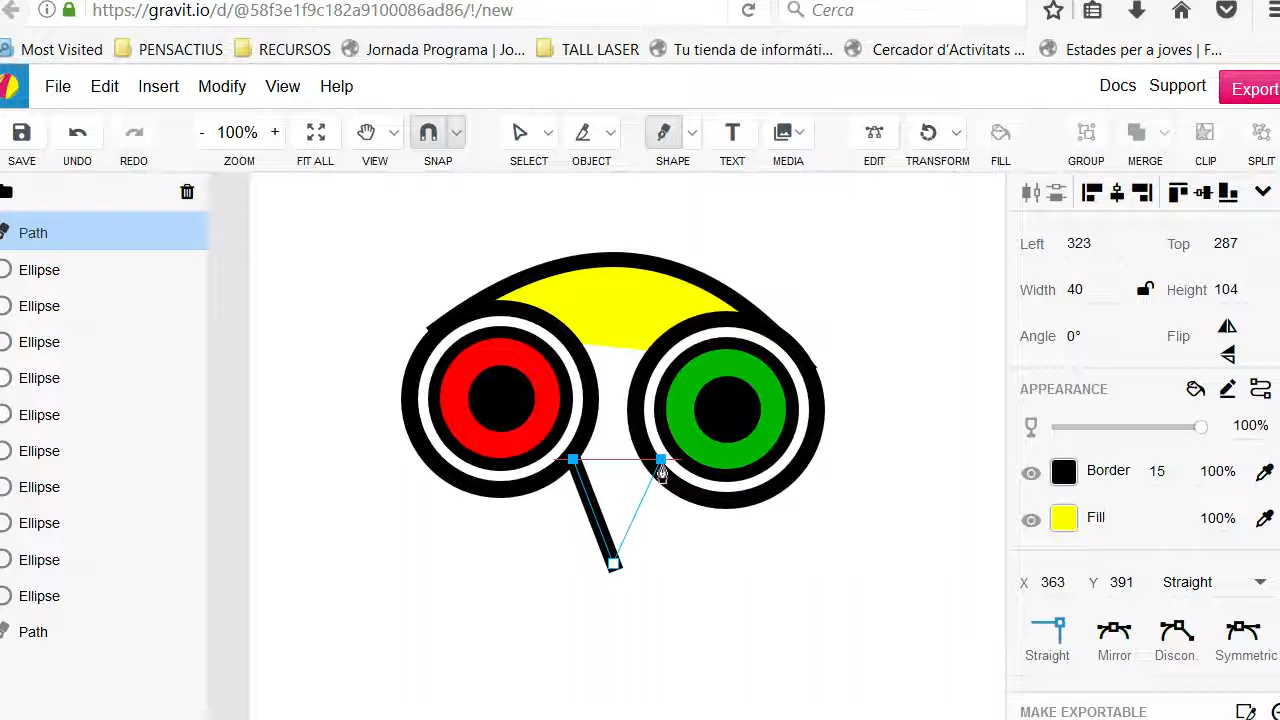 https://gravit.io/d/@58f3e1f9c182a9100086ad86/!/new
Cerca
Most Visited PENSACTIUS RECURSOS Jornada Programa | Jo... TALL LASER Tu tienda de informáti... Cercador d'Activitats ... Estades per a joves | F...
File Edit Insert Modify View Help Docs Support Export
- 100% +
SAVE UNDO REDO ZOOM FIT ALL VIEW SNAP SELECT OBJECT SHAPE TEXT MEDIA EDIT TRANSFORM FILL GROUP MERGE CLIP SPLIT
Path
Ellipse
Ellipse
Ellipse
Ellipse
Ellipse
Ellipse
Ellipse
Ellipse
Ellipse
Ellipse
Path
Left 323 Top 287
Width 40 Height 104
Angle 0° Flip
APPEARANCE
100%
Border 15 100%
Fill 100%
X 363 Y 391 Straight
Straight Mirror Discon. Symmetric
MAKE EXPORTABLE